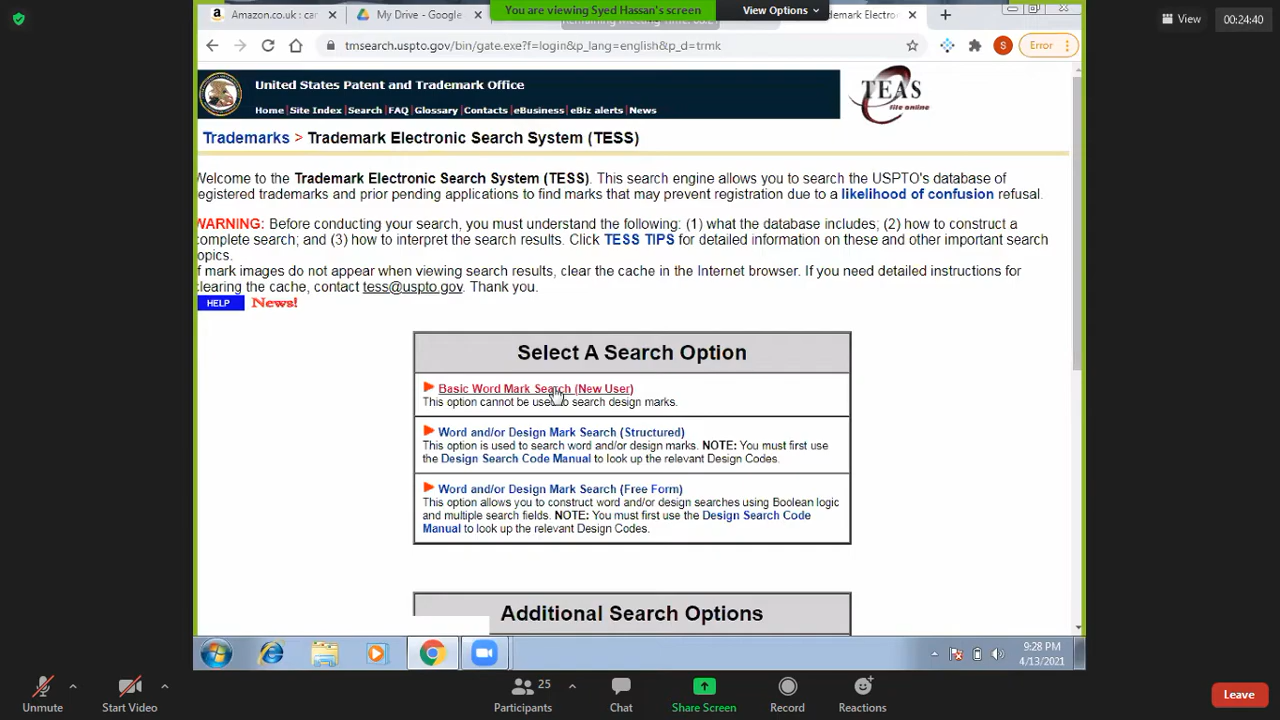 You are viewing Syed Hassan's screen
View Options
View
00:24:40
Amazon.co.uk : car
My Drive - Google
demark Electro
tmsearch.uspto.gov/bin/gate.exe?f=login&p_lang=english&p_d=trmk
S
Error
United States Patent and Trademark Office
Home | Site Index | Search | FAQ | Glossary | Contacts | eBusiness | eBiz alerts | News
TEAS
file online
Trademarks > Trademark Electronic Search System (TESS)
Welcome to the Trademark Electronic Search System (TESS). This search engine allows you to search the USPTO's database of
registered trademarks and prior pending applications to find marks that may prevent registration due to a likelihood of confusion refusal.
WARNING: Before conducting your search, you must understand the following: (1) what the database includes; (2) how to construct a
complete search; and (3) how to interpret the search results. Click TESS TIPS for detailed information on these and other important search
opics.
f mark images do not appear when viewing search results, clear the cache in the Internet browser. If you need detailed instructions for
clearing the cache, contact tess@uspto.gov. Thank you.
HELP News!
Select A Search Option
Basic Word Mark Search (New User)
This option cannot be used to search design marks.
Word and/or Design Mark Search (Structured)
This option is used to search word and/or design marks. NOTE: You must first use
the Design Search Code Manual to look up the relevant Design Codes.
Word and/or Design Mark Search (Free Form)
This option allows you to construct word and/or design searches using Boolean logic
and multiple search fields. NOTE: You must first use the Design Search Code
Manual to look up the relevant Design Codes.
Additional Search Options
9:28 PM
4/13/2021
Unmute
Start Video
25
Participants
Chat
Share Screen
Record
Reactions
Leave